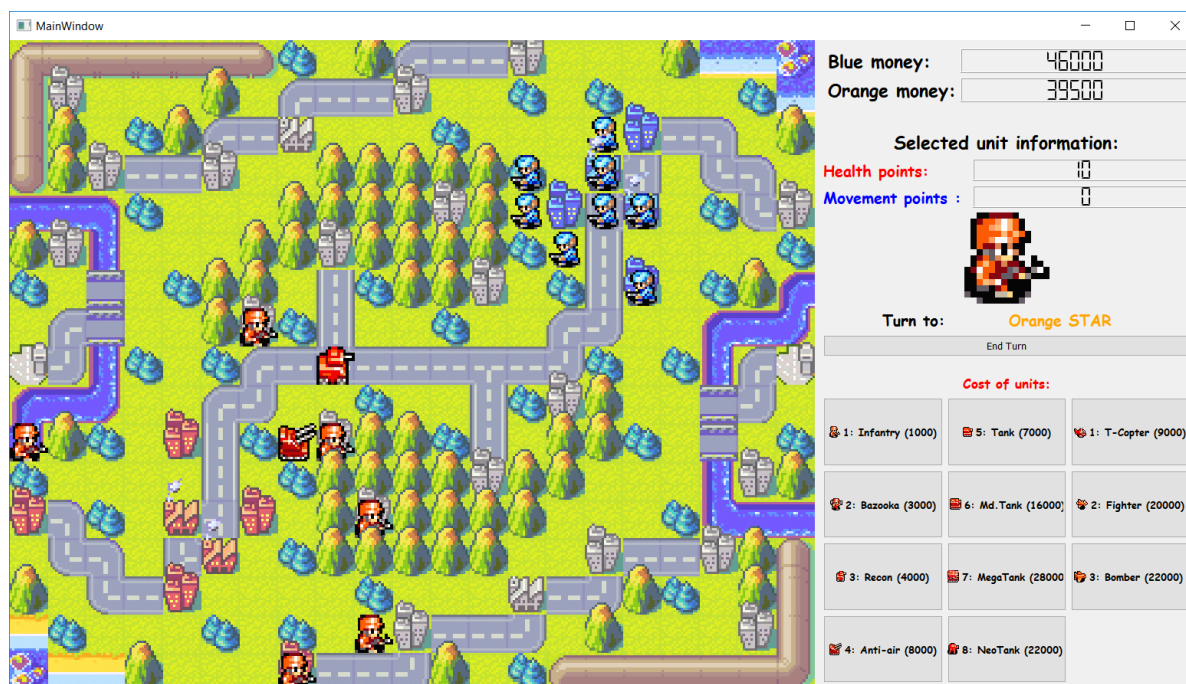 MainWindow
Blue money: 46000
Orange money: 39500
Selected unit information:
Health points: 10
Movement points : 0
Turn to: Orange STAR
End Turn
Cost of units:
1: Infantry (1000) 5: Tank (7000) 1: T-Copter (9000)
2: Bazooka (3000) 6: Md.Tank (16000) 2: Fighter (20000)
3: Recon (4000) 7: MegaTank (28000 3: Bomber (22000)
4: Anti-air (8000) 8: NeoTank (22000)